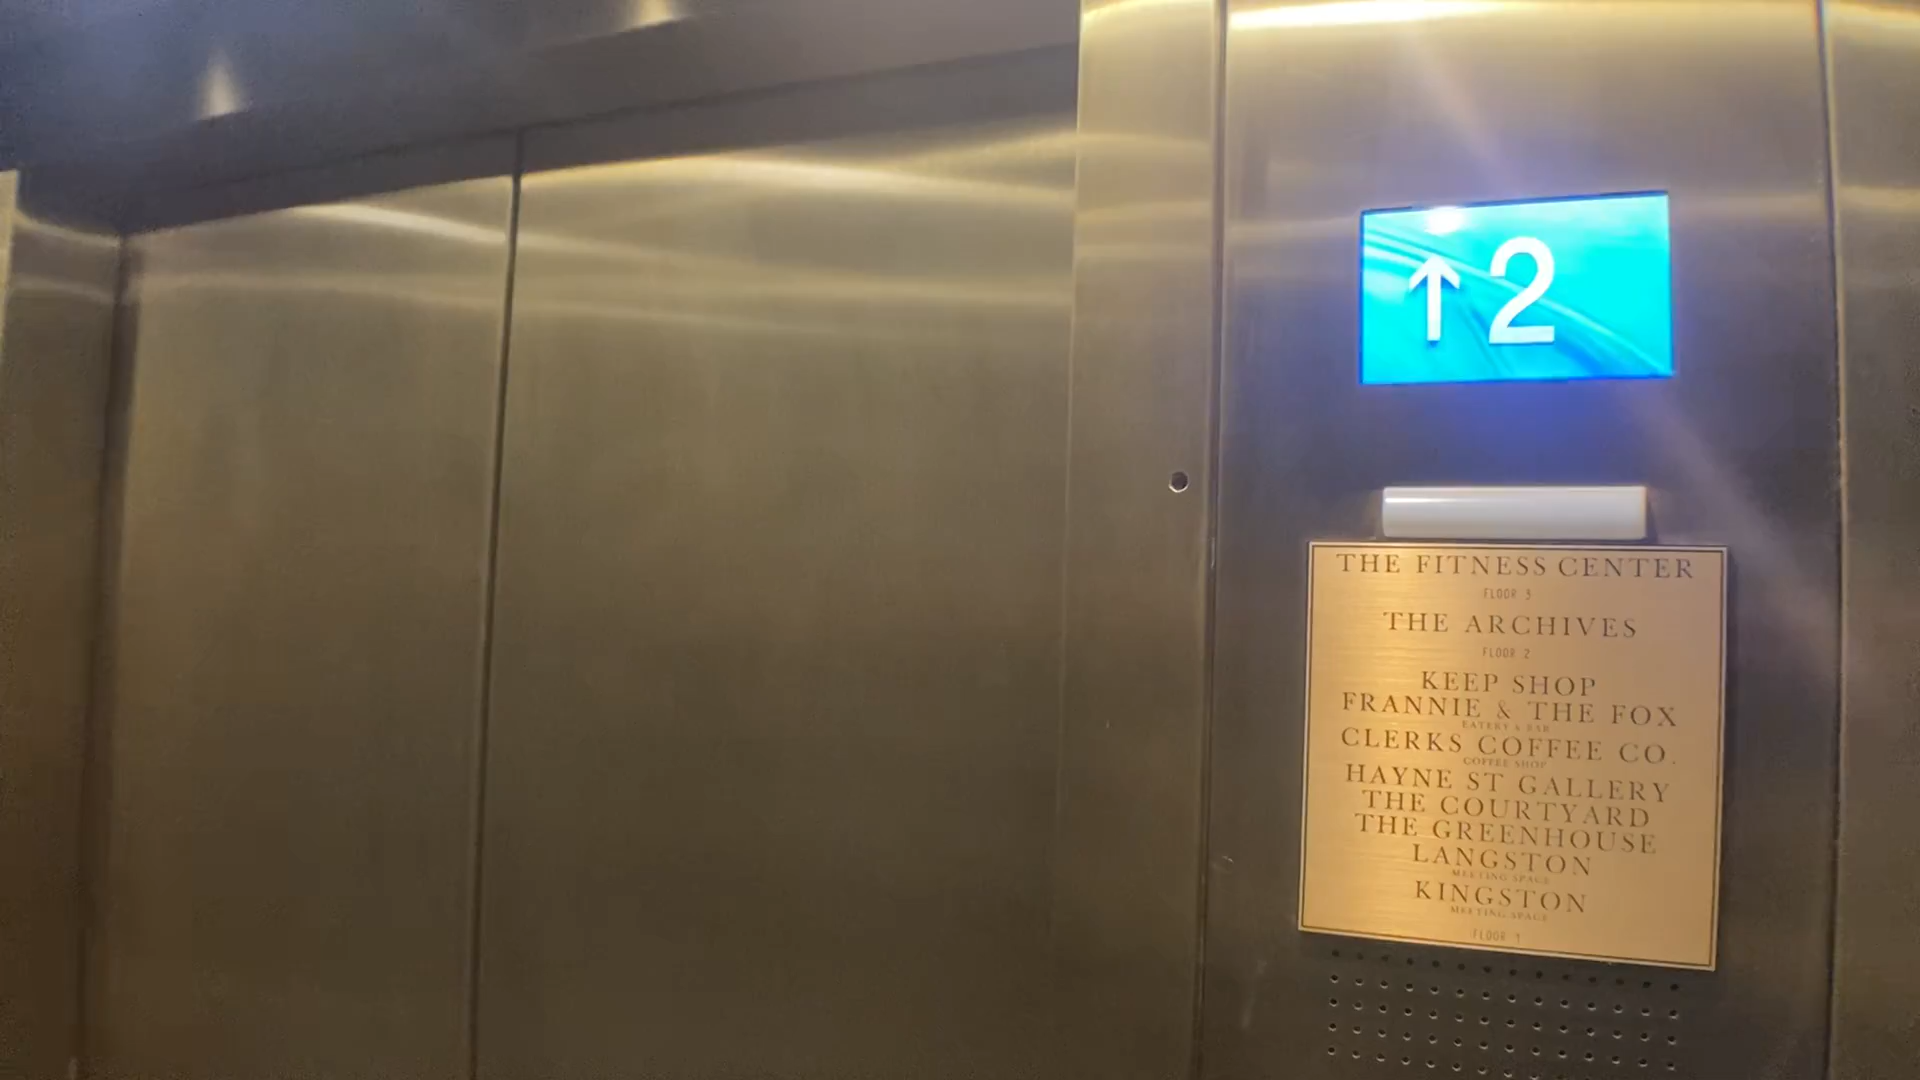 ↑2
THE FITNESS CENTER
FLOOR 3
THE ARCHIVES
FLOOR 2
KEEP SHOP
FRANNIE & THE FOX
EATERY & BAR
CLERKS COFFEE CO.
COFFEE SHOP
HAYNE ST GALLERY
THE COURTYARD
THE GREENHOUSE
LANGSTON
MEETING SPACE
KINGSTON
MEETING SPACE
FLOOR 1